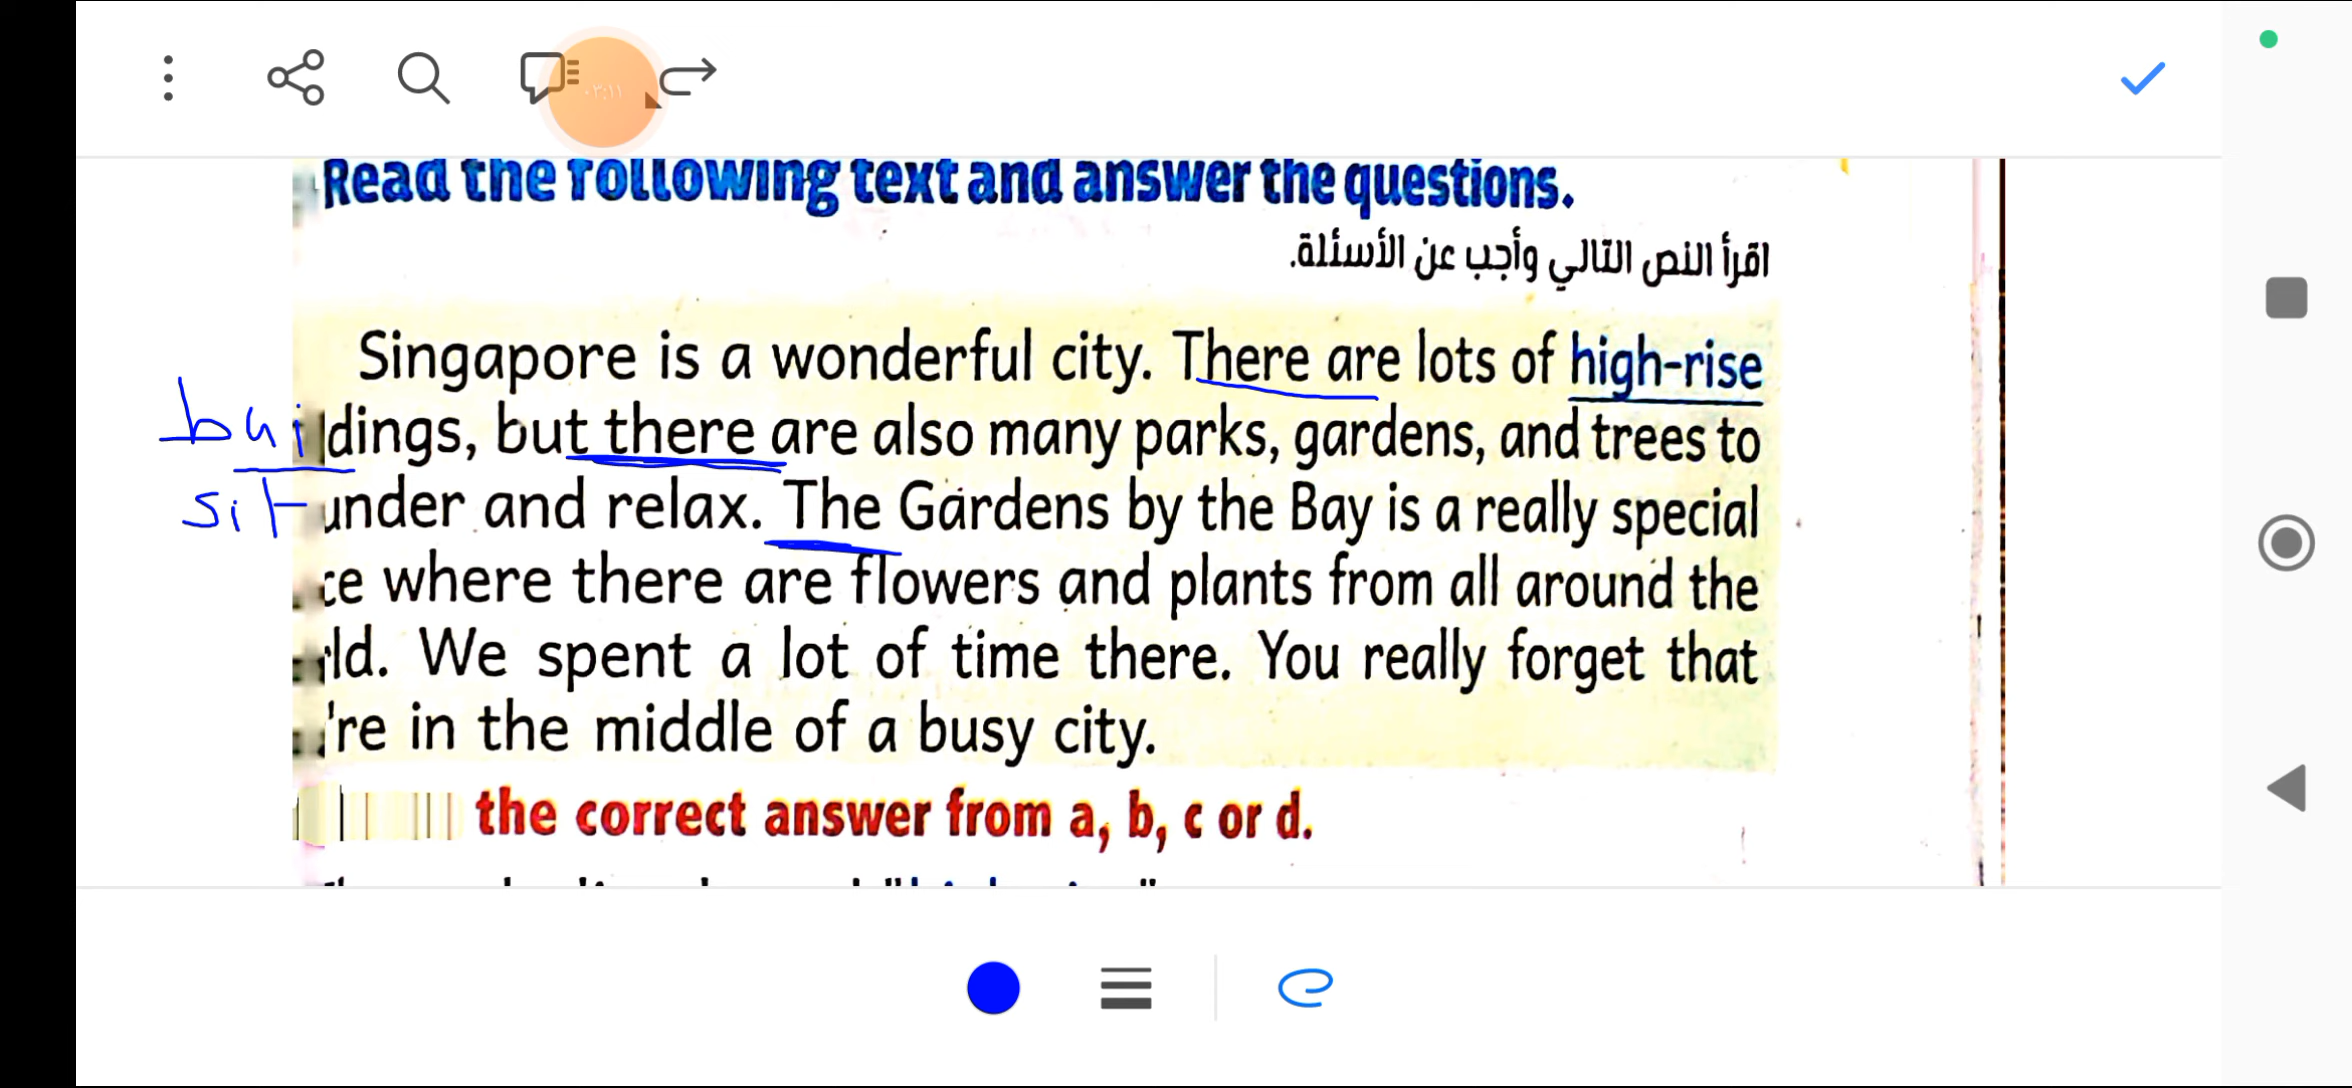 ٠٣:١١
Read the following text and answer the questions.
اقرأ النص التالي وأجب عن الأسئلة.
Singapore is a wonderful city. There are lots of high-rise
buildings, but there are also many parks, gardens, and trees to
sit under and relax. The Gardens by the Bay is a really special
ce where there are flowers and plants from all around the
rld. We spent a lot of time there. You really forget that
're in the middle of a busy city.
the correct answer from a, b, c or d.